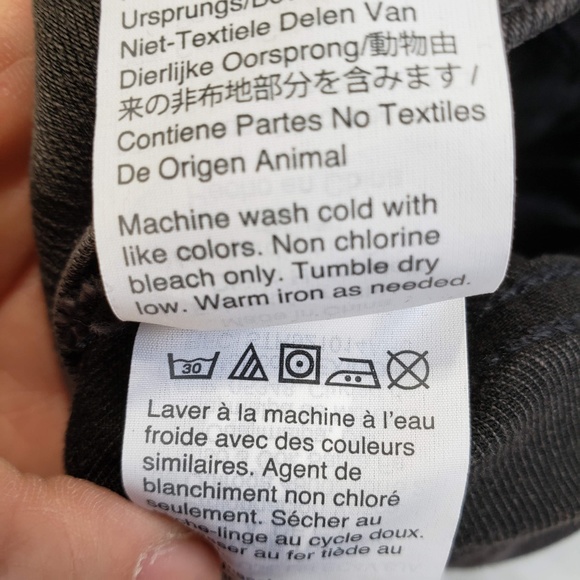 Ursprungs/
Niet-Textiele Delen Van
Dierlijke Oorsprong/動物由
来の非布地部分を含みます /
Contiene Partes No Textiles
De Origen Animal
Machine wash cold with
like colors. Non chlorine
bleach only. Tumble dry
low. Warm iron as needed.
30
Laver à la machine à l'eau
froide avec des couleurs
similaires. Agent de
blanchiment non chloré
seulement. Sécher au
-linge au cycle doux.
au fer tiède au